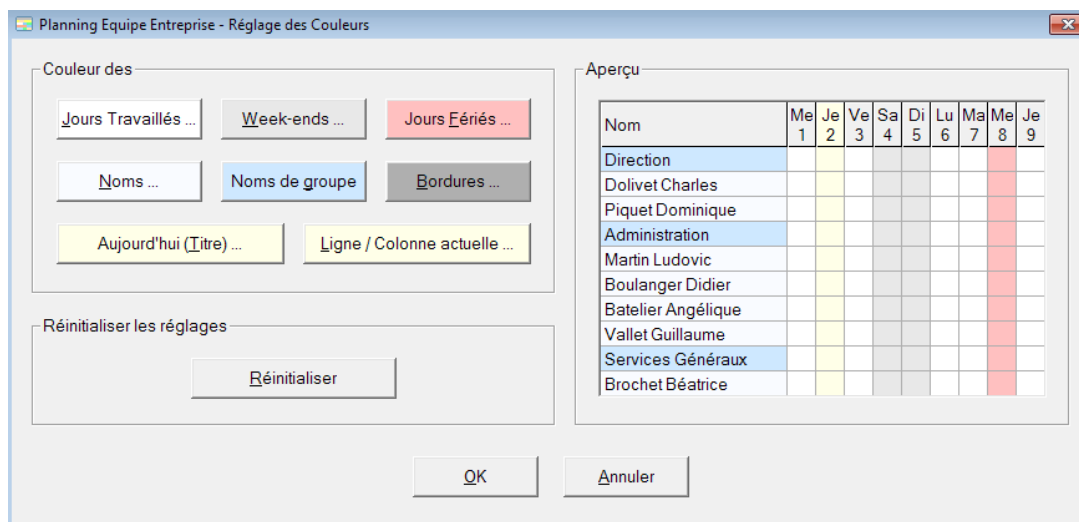 Planning Equipe Entreprise - Réglage des Couleurs
Couleur des
Jours Travaillés ...
Week-ends ...
Jours Fériés ...
Noms ...
Noms de groupe
Bordures ...
Aujourd'hui (Titre) ...
Ligne / Colonne actuelle ...
Réinitialiser les réglages
Réinitialiser
Aperçu
Nom Me Je Ve Sa Di Lu Ma Me Je
1 2 3 4 5 6 7 8 9
Direction
Dolivet Charles
Piquet Dominique
Administration
Martin Ludovic
Boulanger Didier
Batelier Angélique
Vallet Guillaume
Services Généraux
Brochet Béatrice
OK
Annuler